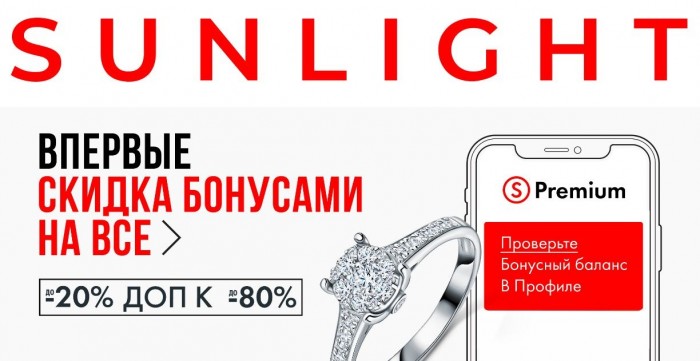 SUNLIGHT
ВПЕРВЫЕ
СКИДКА БОНУСАМИ
НА ВСЕ >
до -20% ДОП К до -80%
S Premium
Проверьте
Бонусный баланс
В Профиле